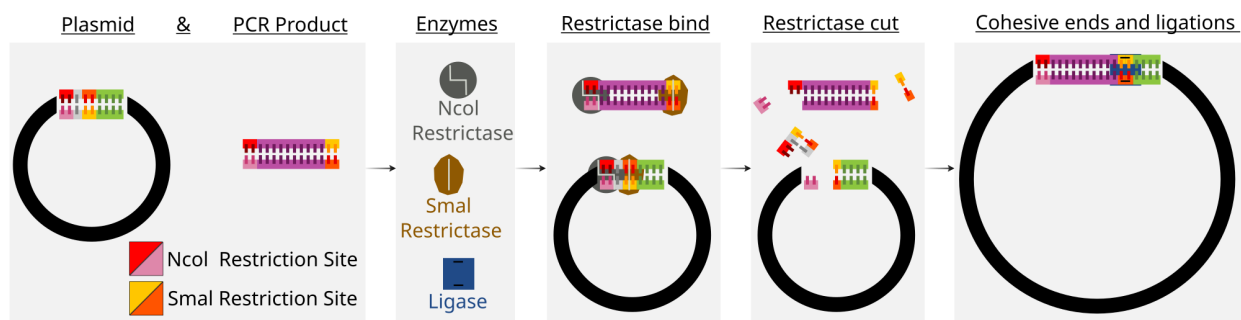 Plasmid & PCR Product Enzymes Restrictase bind Restrictase cut Cohesive ends and ligations
NcoI
Restrictase
SmaI
Restrictase
Ligase
NcoI Restriction Site
SmaI Restriction Site